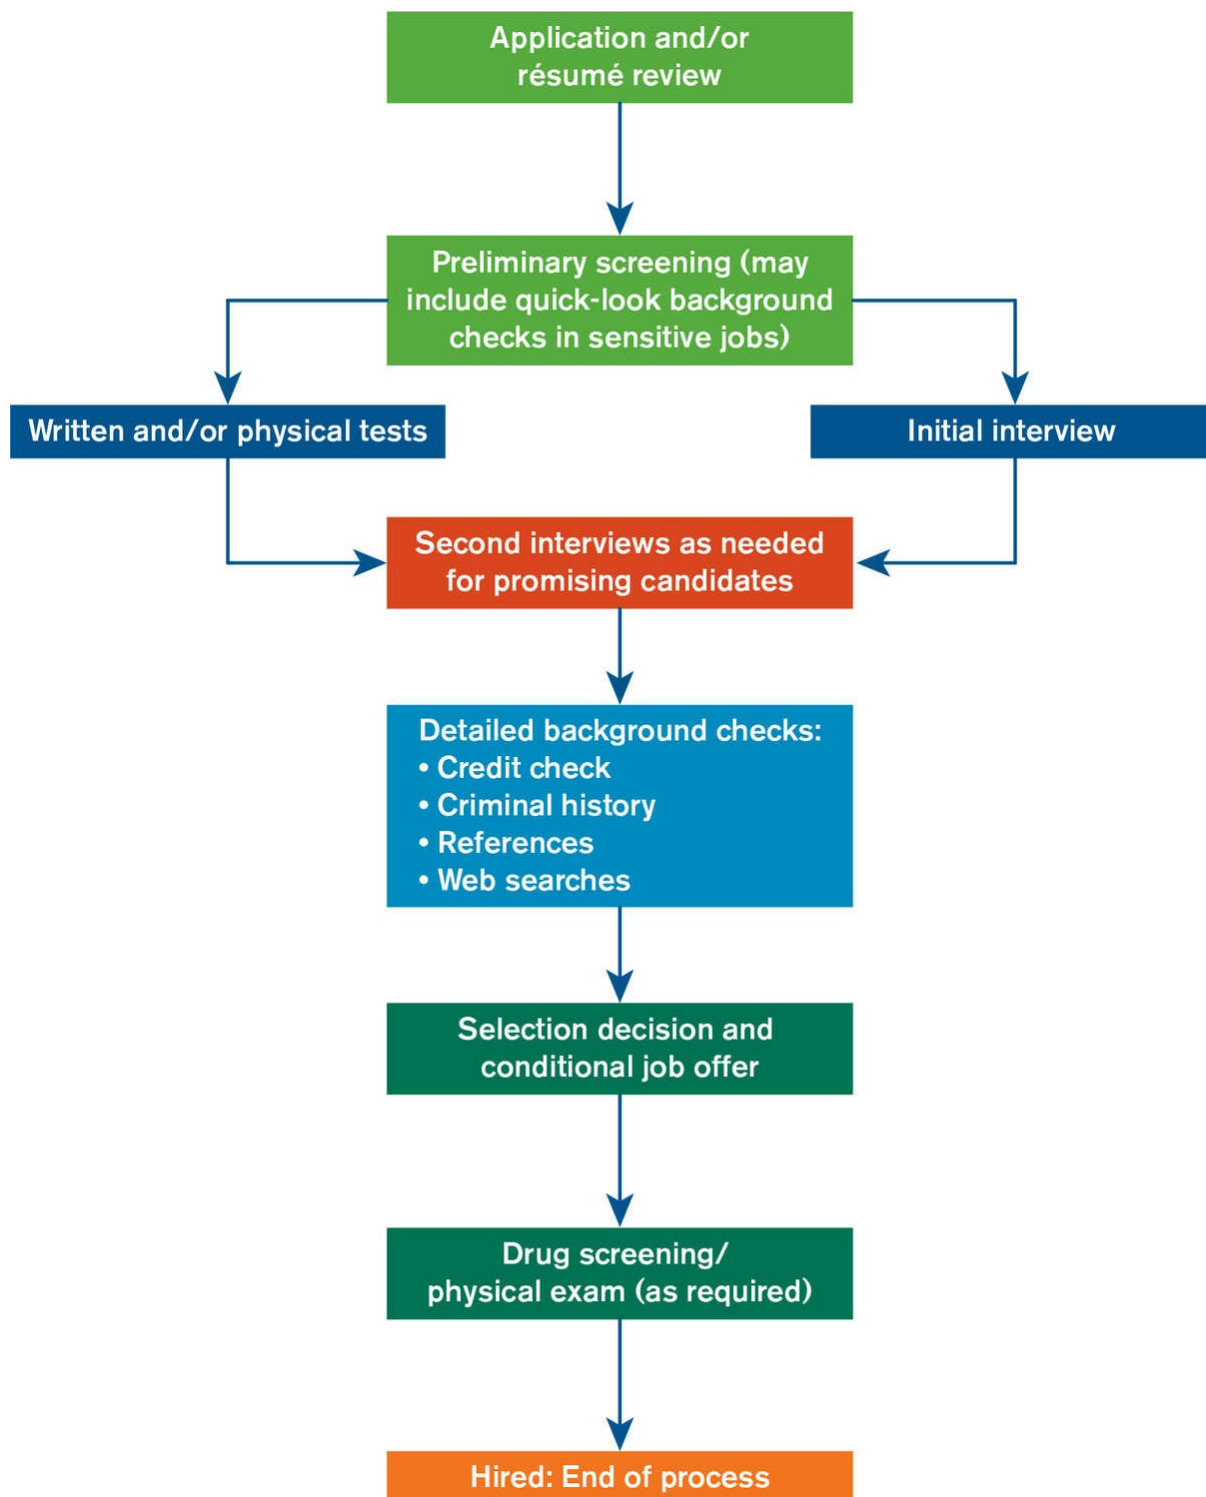 Application and/or
résumé review
Preliminary screening (may
include quick-look background
checks in sensitive jobs)
Written and/or physical tests
Initial interview
Second interviews as needed
for promising candidates
Detailed background checks:
• Credit check
• Criminal history
• References
• Web searches
Selection decision and
conditional job offer
Drug screening/
physical exam (as required)
Hired: End of process